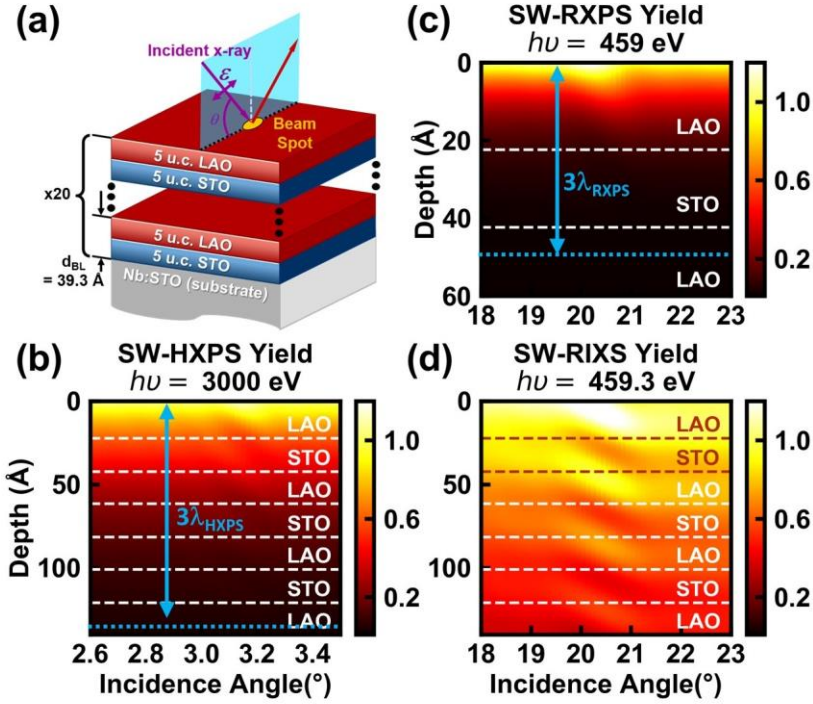 (a)
Incident x-ray
ε
θ
Beam
Spot
5 u.c. LAO
5 u.c. STO
x20
5 u.c. LAO
5 u.c. STO
d_BL
= 39.3 Å
Nb:STO (substrate)
(b)
SW-HXPS Yield
hυ = 3000 eV
0
50
100
Depth (Å)
LAO
STO
LAO
STO
LAO
STO
LAO
3λ_HXPS
2.6
2.8
3.0
3.2
3.4
Incidence Angle(°)
1.0
0.6
0.2
(c)
SW-RXPS Yield
hυ = 459 eV
0
20
40
60
Depth (Å)
LAO
STO
LAO
3λ_RXPS
18
19
20
21
22
23
1.0
0.6
0.2
(d)
SW-RIXS Yield
hυ = 459.3 eV
0
50
100
LAO
STO
LAO
STO
LAO
STO
LAO
18
19
20
21
22
23
Incidence Angle(°)
1.0
0.6
0.2